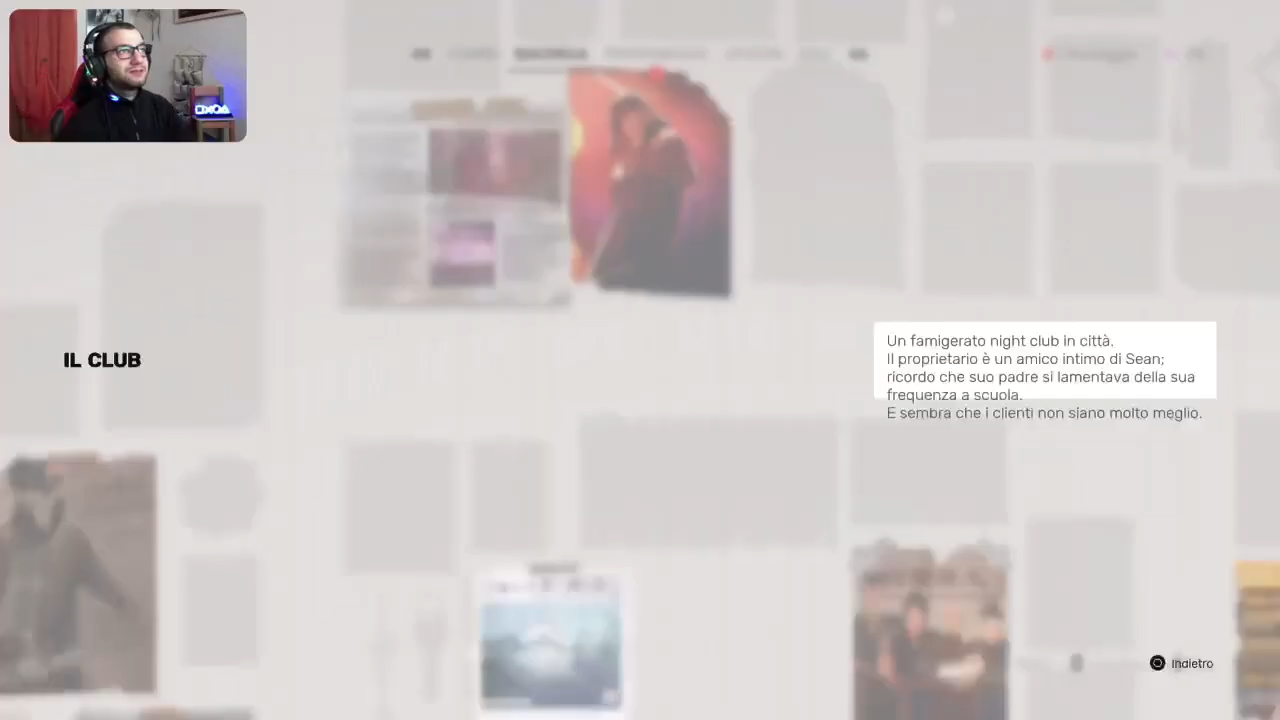 IL CLUB
Un famigerato night club in città.
Il proprietario è un amico intimo di Sean;
ricordo che suo padre si lamentava della sua
frequenza a scuola.
E sembra che i clienti non siano molto meglio.
Indietro